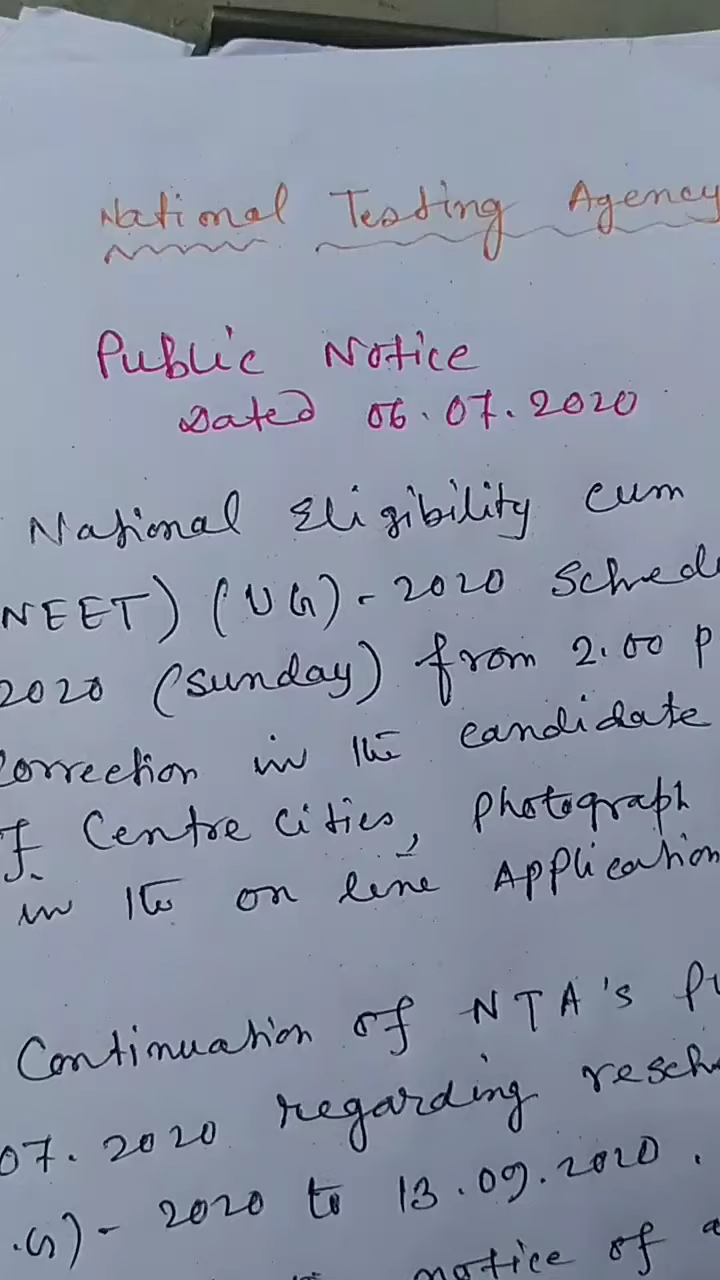 National Testing Agency
Public Notice
Dated 06.07.2020
National Eligibility cum
NEET) (UG)-2020 Sched
2020 (Sunday) from 2.00 P
Correction in the candidate
of Centre Cities, Photograph
in the on line Application
Continuation of NTA's Pu
07.2020 regarding resch
.G)- 2020 to 13.09.2020.
notice of a